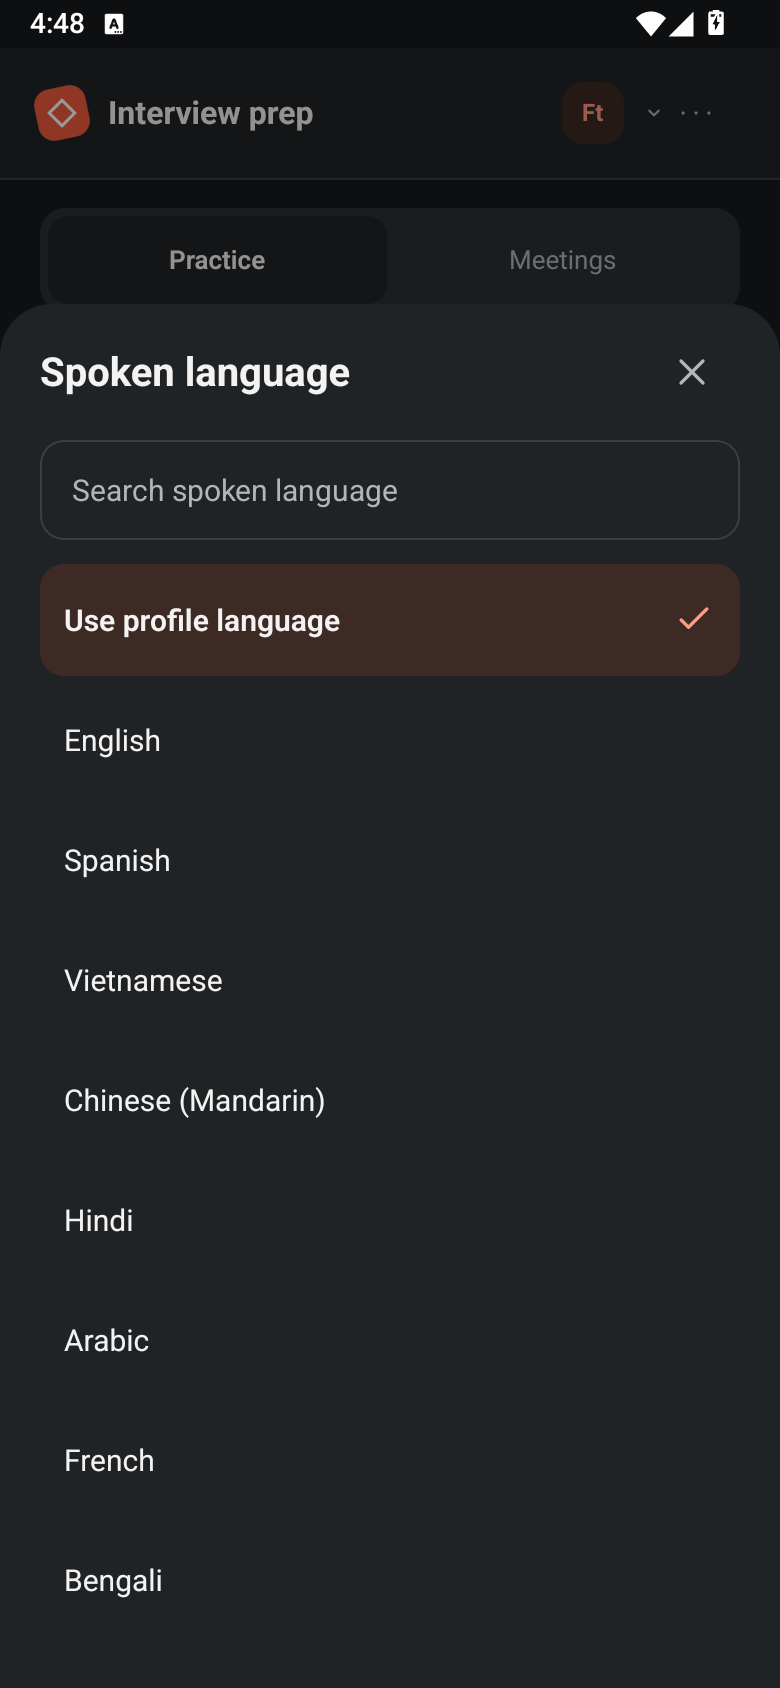 4:48
Interview prep
Ft
Practice
Meetings
Spoken language
Search spoken language
Use profile language
English
Spanish
Vietnamese
Chinese (Mandarin)
Hindi
Arabic
French
Bengali